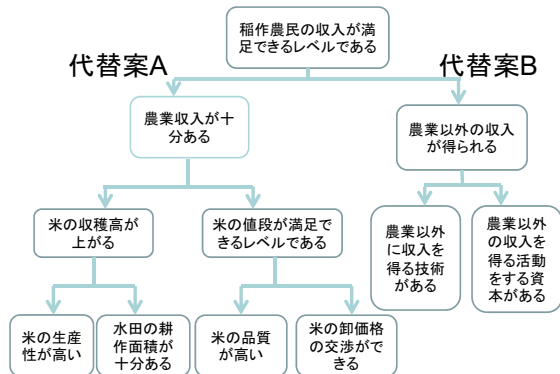 稲作農民の収入が満
足できるレベルである
代替案A
代替案B
農業収入が十
分ある
農業以外の収入
が得られる
米の収穫高が
上がる
米の値段が満足で
きるレベルである
農業以外
に収入を
得る技術
がある
農業以外
の収入を
得る活動
をする資
本がある
米の生産
性が高い
水田の耕
作面積が
十分ある
米の品質
が高い
米の卸価格
の交渉がで
きる